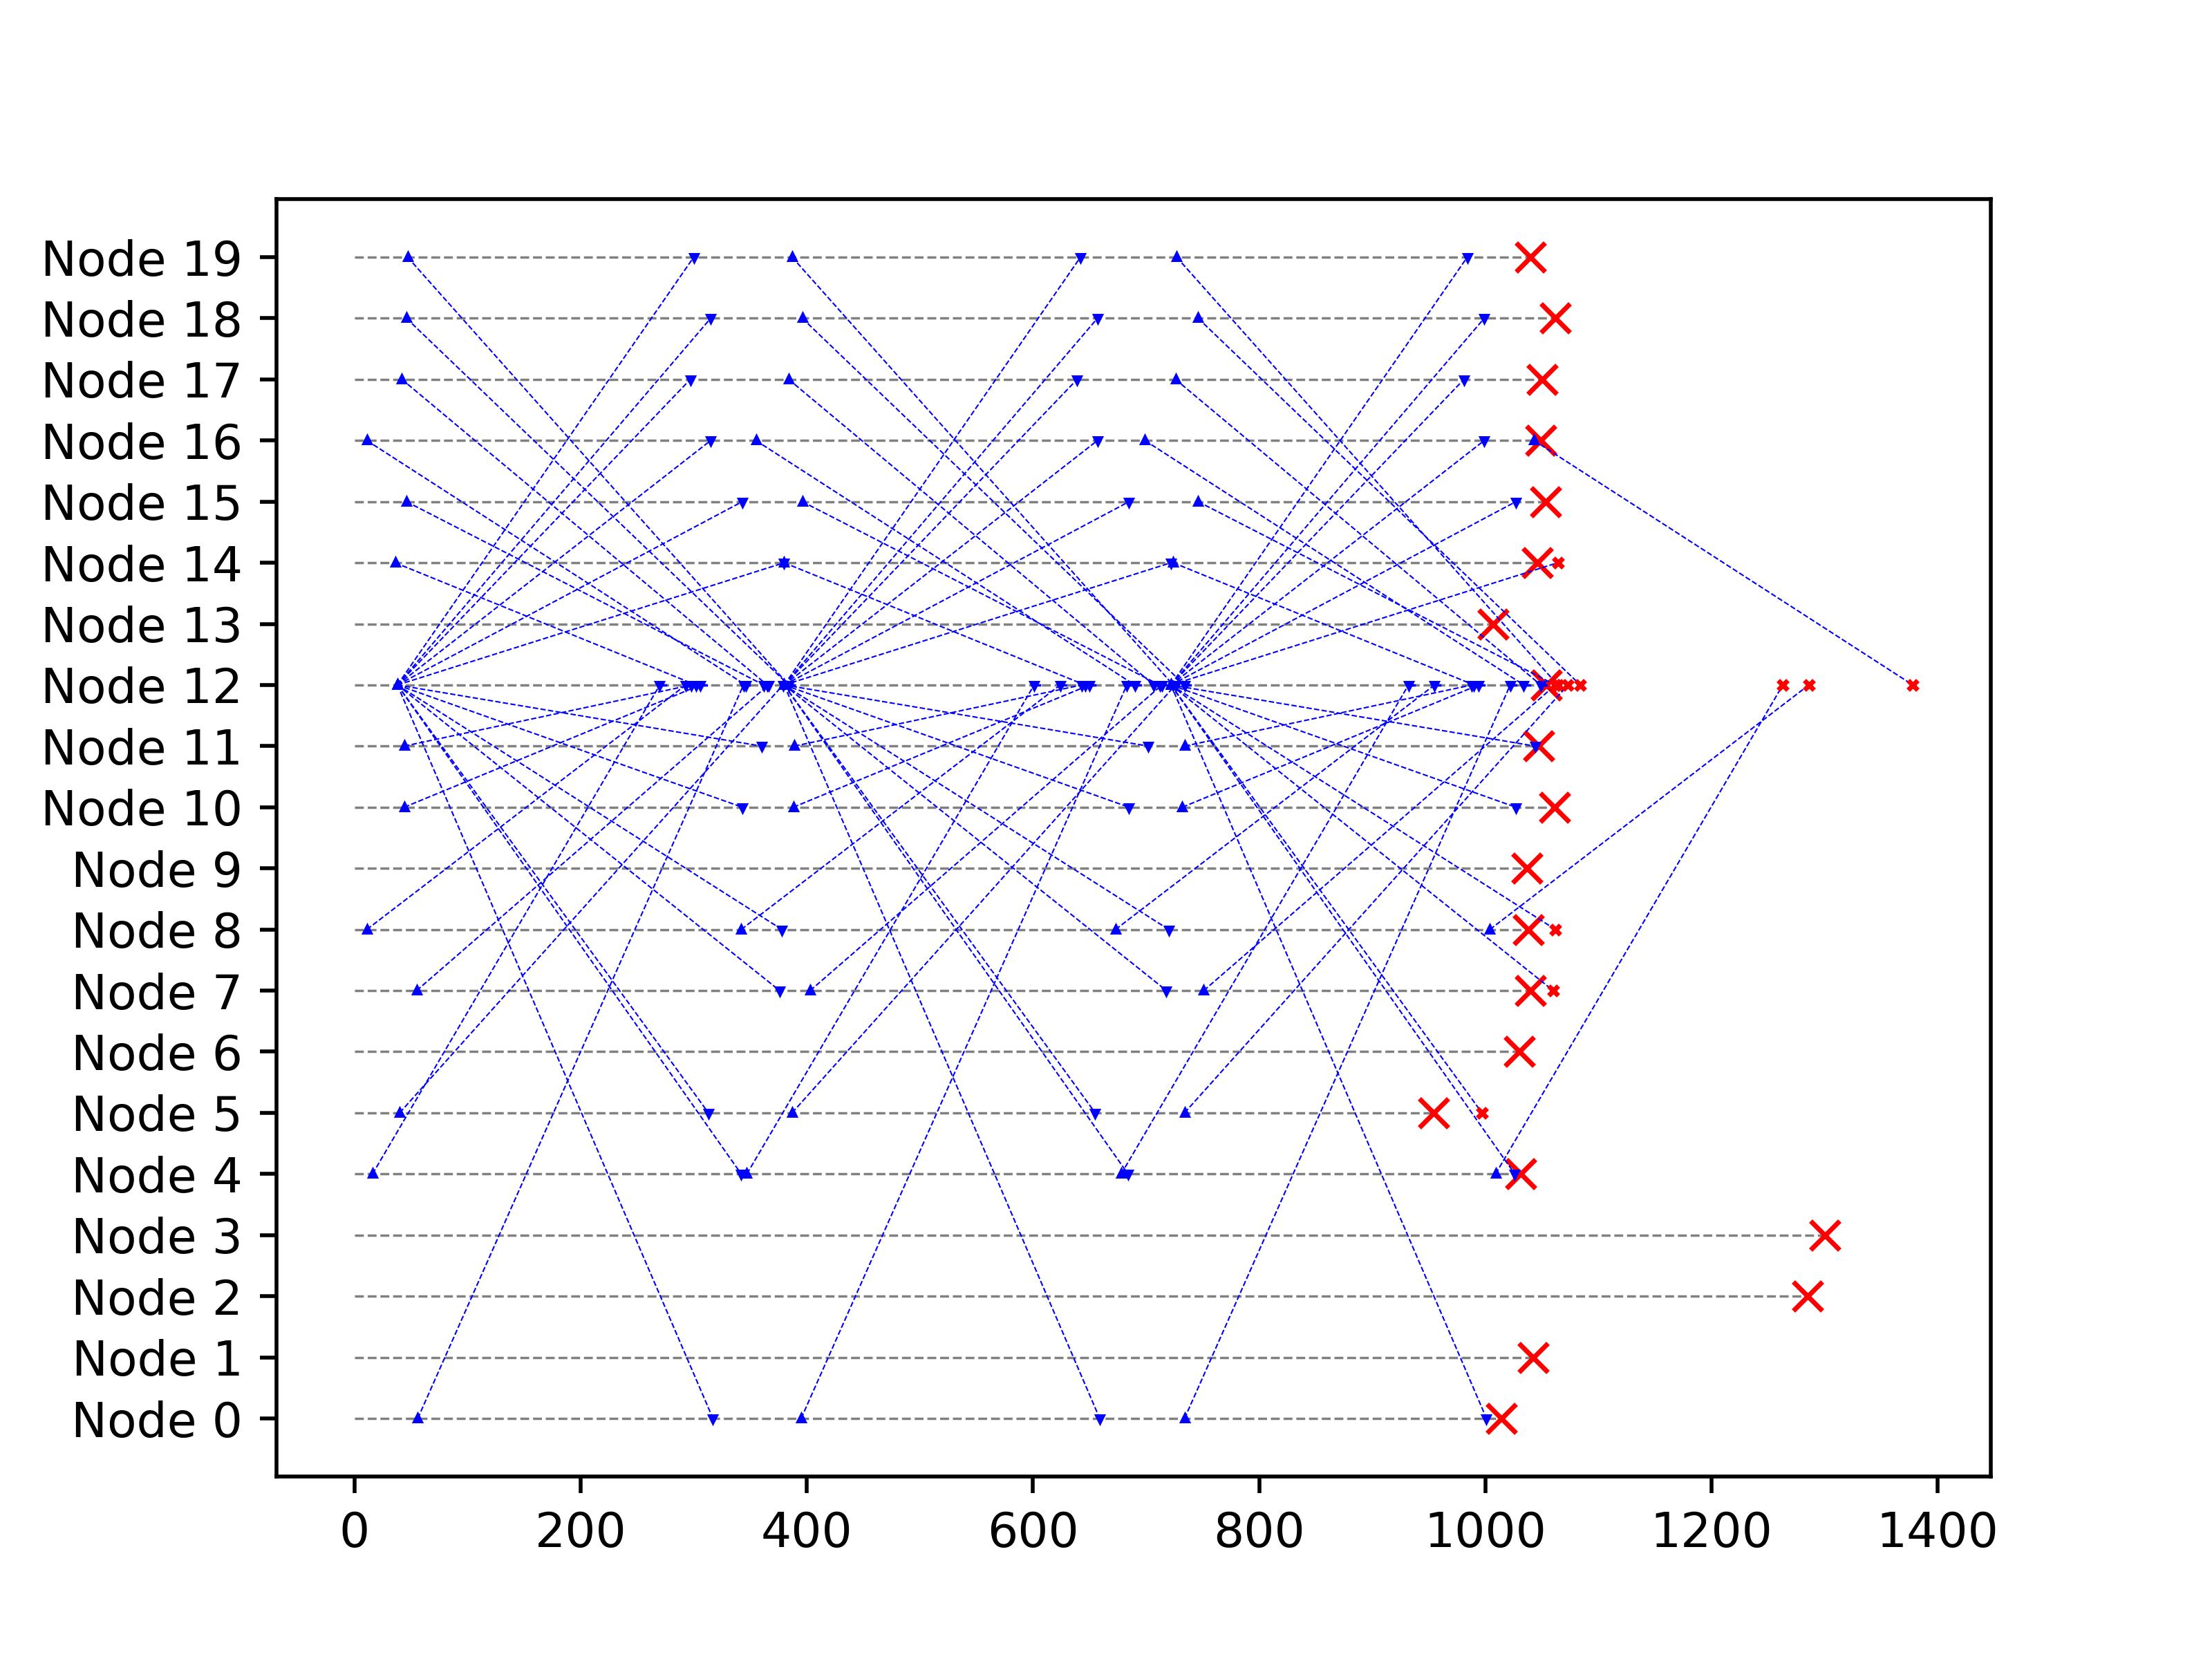 Node 19
Node 18
Node 17
Node 16
Node 15
Node 14
Node 13
Node 12
Node 11
Node 10
Node 9
Node 8
Node 7
Node 6
Node 5
Node 4
Node 3
Node 2
Node 1
Node 0
0 200 400 600 800 1000 1200 1400